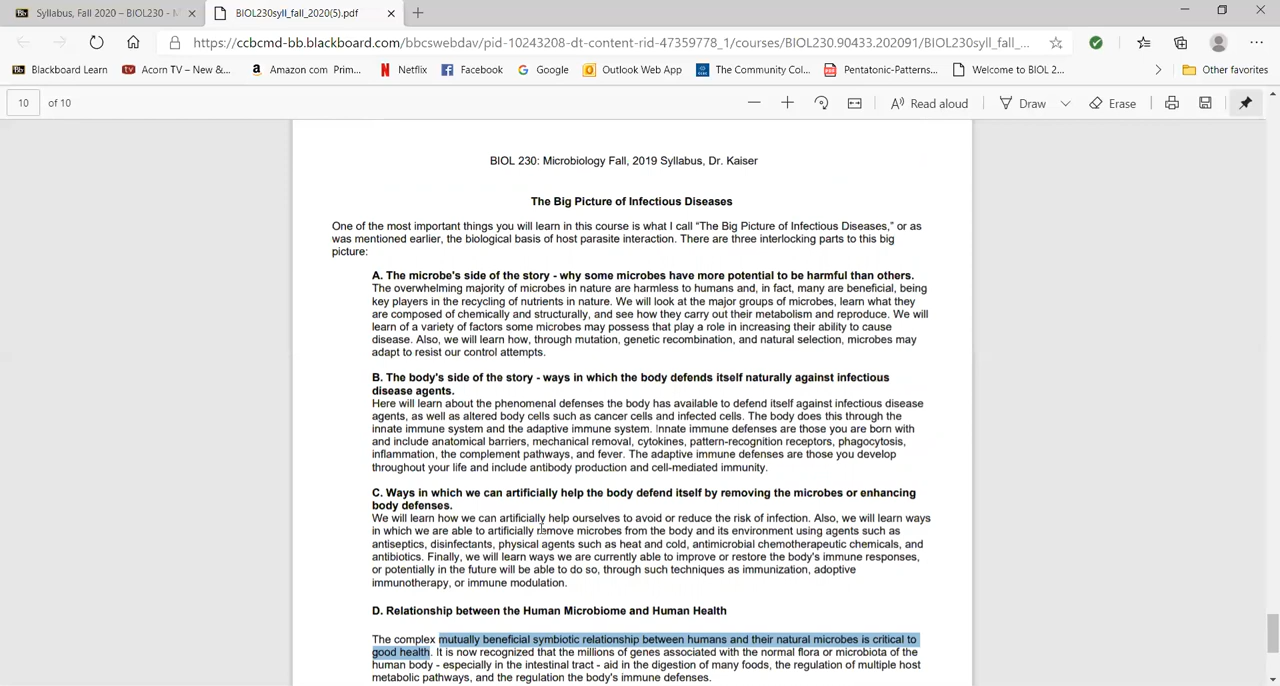 Syllabus, Fall 2020 – BIOL230 - M
BIOL230syll_fall_2020(5).pdf
https://ccbcmd-bb.blackboard.com/bbcswebdav/pid-10243208-dt-content-rid-47359778_1/courses/BIOL230.90433.202091/BIOL230syll_fall_...
Blackboard Learn
Acorn TV – New &...
Amazon com Prim...
Netflix
Facebook
Google
Outlook Web App
The Community Col...
Pentatonic-Patterns...
Welcome to BIOL 2...
Other favorites
10 of 10
Read aloud
Draw
Erase
BIOL 230: Microbiology Fall, 2019 Syllabus, Dr. Kaiser
The Big Picture of Infectious Diseases
One of the most important things you will learn in this course is what I call “The Big Picture of Infectious Diseases,” or as
was mentioned earlier, the biological basis of host parasite interaction. There are three interlocking parts to this big
picture:
A. The microbe's side of the story - why some microbes have more potential to be harmful than others.
The overwhelming majority of microbes in nature are harmless to humans and, in fact, many are beneficial, being
key players in the recycling of nutrients in nature. We will look at the major groups of microbes, learn what they
are composed of chemically and structurally, and see how they carry out their metabolism and reproduce. We will
learn of a variety of factors some microbes may possess that play a role in increasing their ability to cause
disease. Also, we will learn how, through mutation, genetic recombination, and natural selection, microbes may
adapt to resist our control attempts.
B. The body's side of the story - ways in which the body defends itself naturally against infectious
disease agents.
Here will learn about the phenomenal defenses the body has available to defend itself against infectious disease
agents, as well as altered body cells such as cancer cells and infected cells. The body does this through the
innate immune system and the adaptive immune system. Innate immune defenses are those you are born with
and include anatomical barriers, mechanical removal, cytokines, pattern-recognition receptors, phagocytosis,
inflammation, the complement pathways, and fever. The adaptive immune defenses are those you develop
throughout your life and include antibody production and cell-mediated immunity.
C. Ways in which we can artificially help the body defend itself by removing the microbes or enhancing
body defenses.
We will learn how we can artificially help ourselves to avoid or reduce the risk of infection. Also, we will learn ways
in which we are able to artificially remove microbes from the body and its environment using agents such as
antiseptics, disinfectants, physical agents such as heat and cold, antimicrobial chemotherapeutic chemicals, and
antibiotics. Finally, we will learn ways we are currently able to improve or restore the body's immune responses,
or potentially in the future will be able to do so, through such techniques as immunization, adoptive
immunotherapy, or immune modulation.
D. Relationship between the Human Microbiome and Human Health
The complex mutually beneficial symbiotic relationship between humans and their natural microbes is critical to
good health. It is now recognized that the millions of genes associated with the normal flora or microbiota of the
human body - especially in the intestinal tract - aid in the digestion of many foods, the regulation of multiple host
metabolic pathways, and the regulation the body's immune defenses.